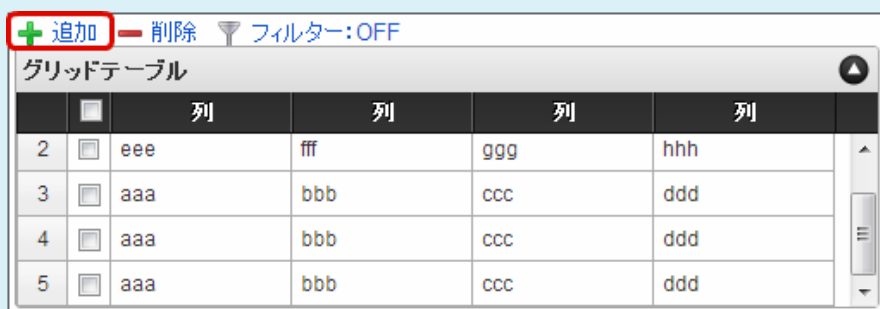 追加 削除 フィルター:OFF
グリッドテーブル
列 列 列 列
2 eee fff ggg hhh
3 aaa bbb ccc ddd
4 aaa bbb ccc ddd
5 aaa bbb ccc ddd